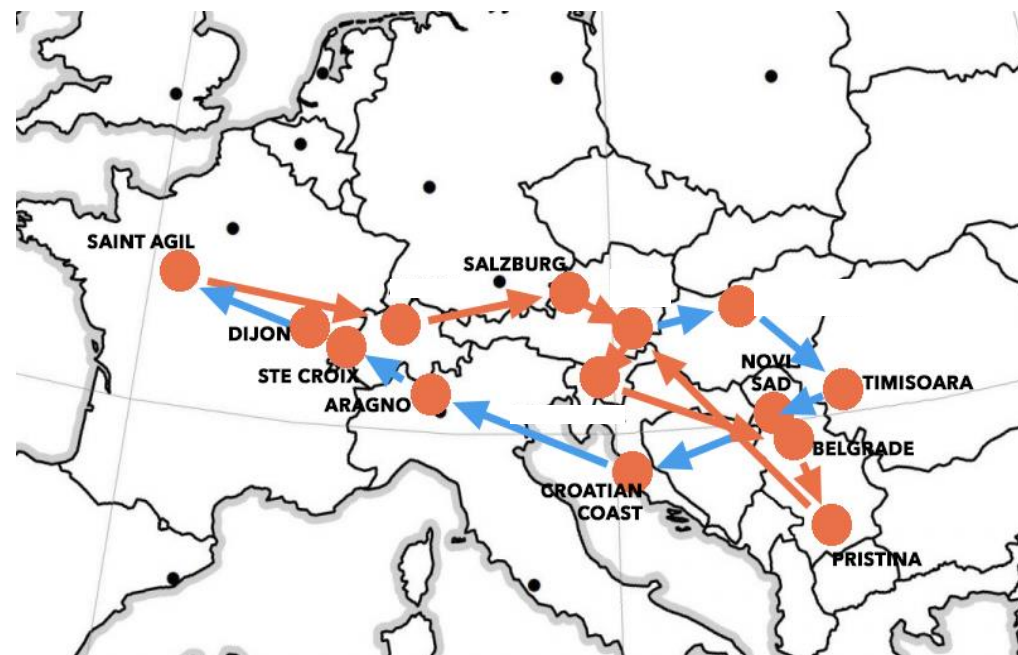 SAINT AGIL
SALZBURG
DIJON
NOVI
SAD
STE CROIX
TIMISOARA
ARAGNO
BELGRADE
CROATIAN
COAST
PRISTINA